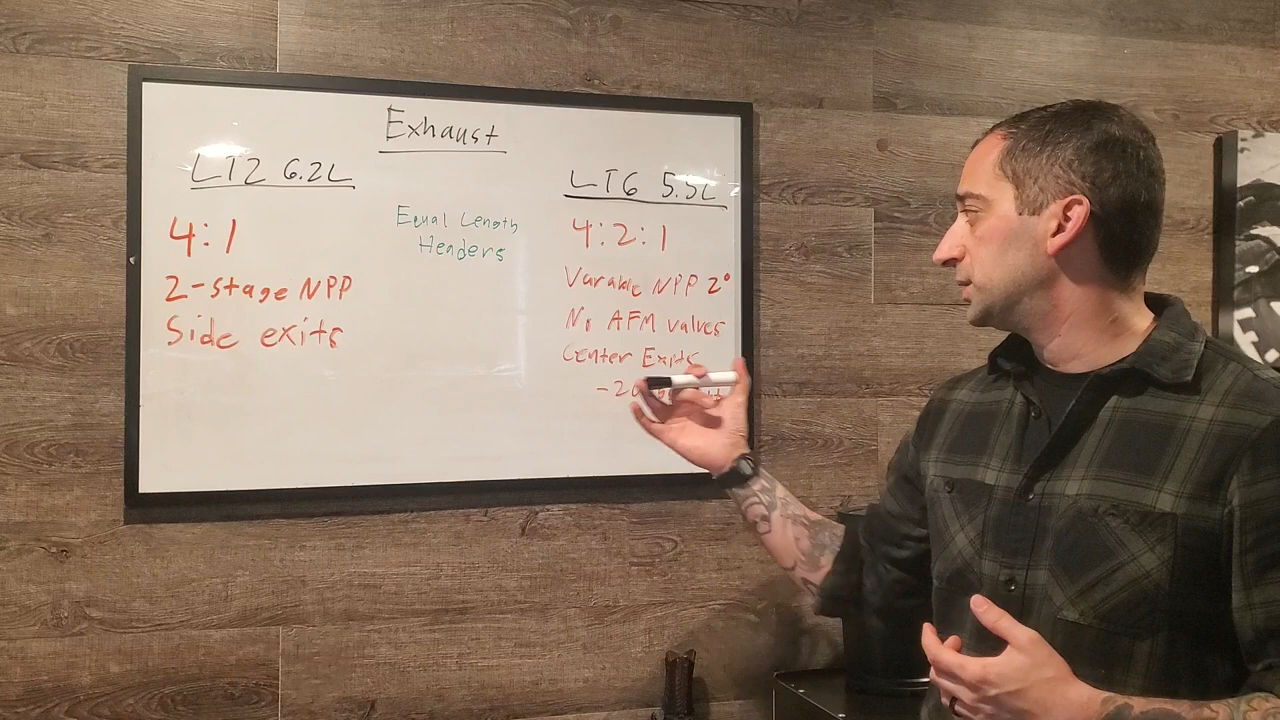 Exhaust
LT2 6.2L
4:1
2-stage NPP
Side exits
Equal Length
Headers
LT6 5.5L
4:2:1
Variable NPP 2°
No AFM valves
Center Exits